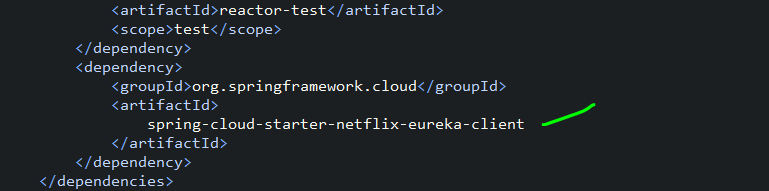 <artifactId>reactor-test</artifactId>
<scope>test</scope>
</dependency>
<dependency>
<groupId>org.springframework.cloud</groupId>
<artifactId>
spring-cloud-starter-netflix-eureka-client
</artifactId>
</dependency>
</dependencies>